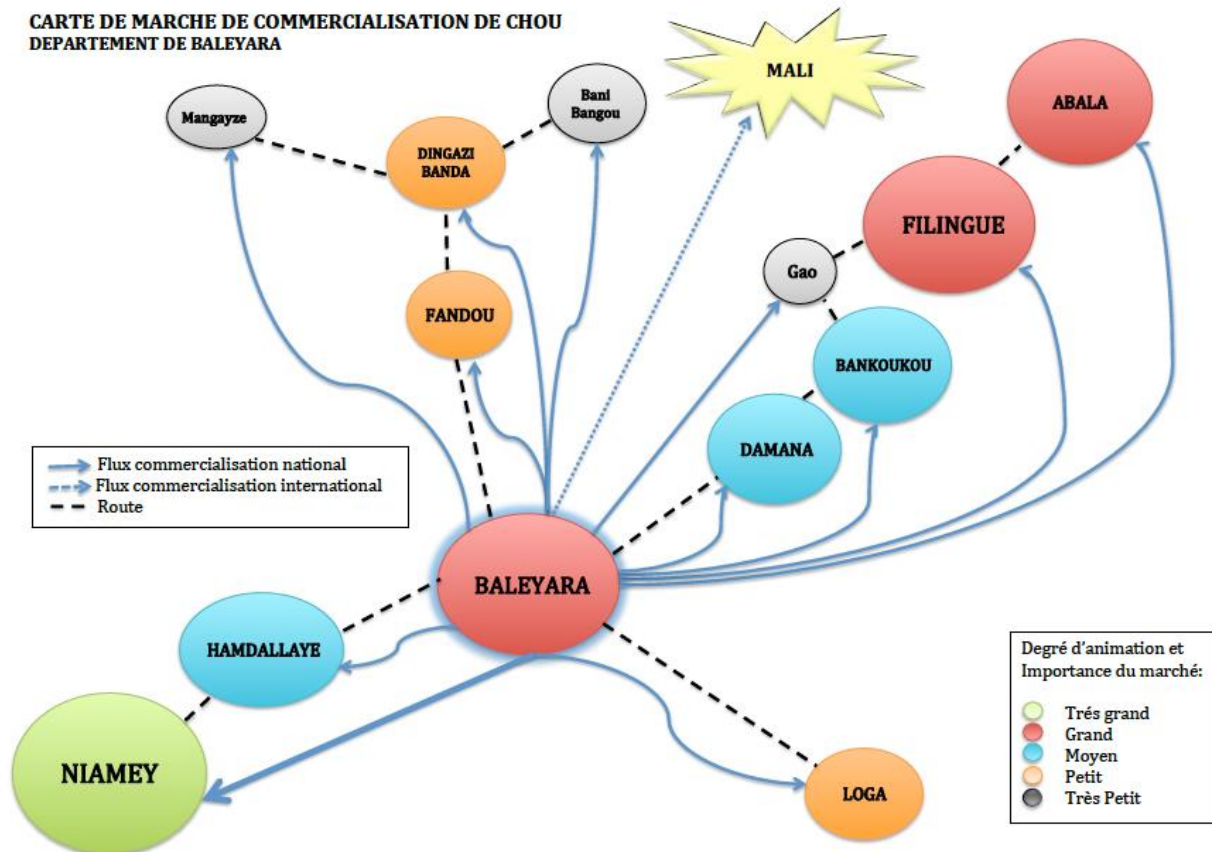 CARTE DE MARCHE DE COMMERCIALISATION DE CHOU
DEPARTEMENT DE BALEYARA
MALI
ABALA
Mangayze
Bani
Bangou
DINGAZI
BANDA
FILINGUE
Gao
FANDOU
BANKOUKOU
DAMANA
Flux commercialisation national
Flux commercialisation international
Route
BALEYARA
HAMDALLAYE
NIAMEY
LOGA
Degré d'animation et
Importance du marché:
Trés grand
Grand
Moyen
Petit
Très Petit